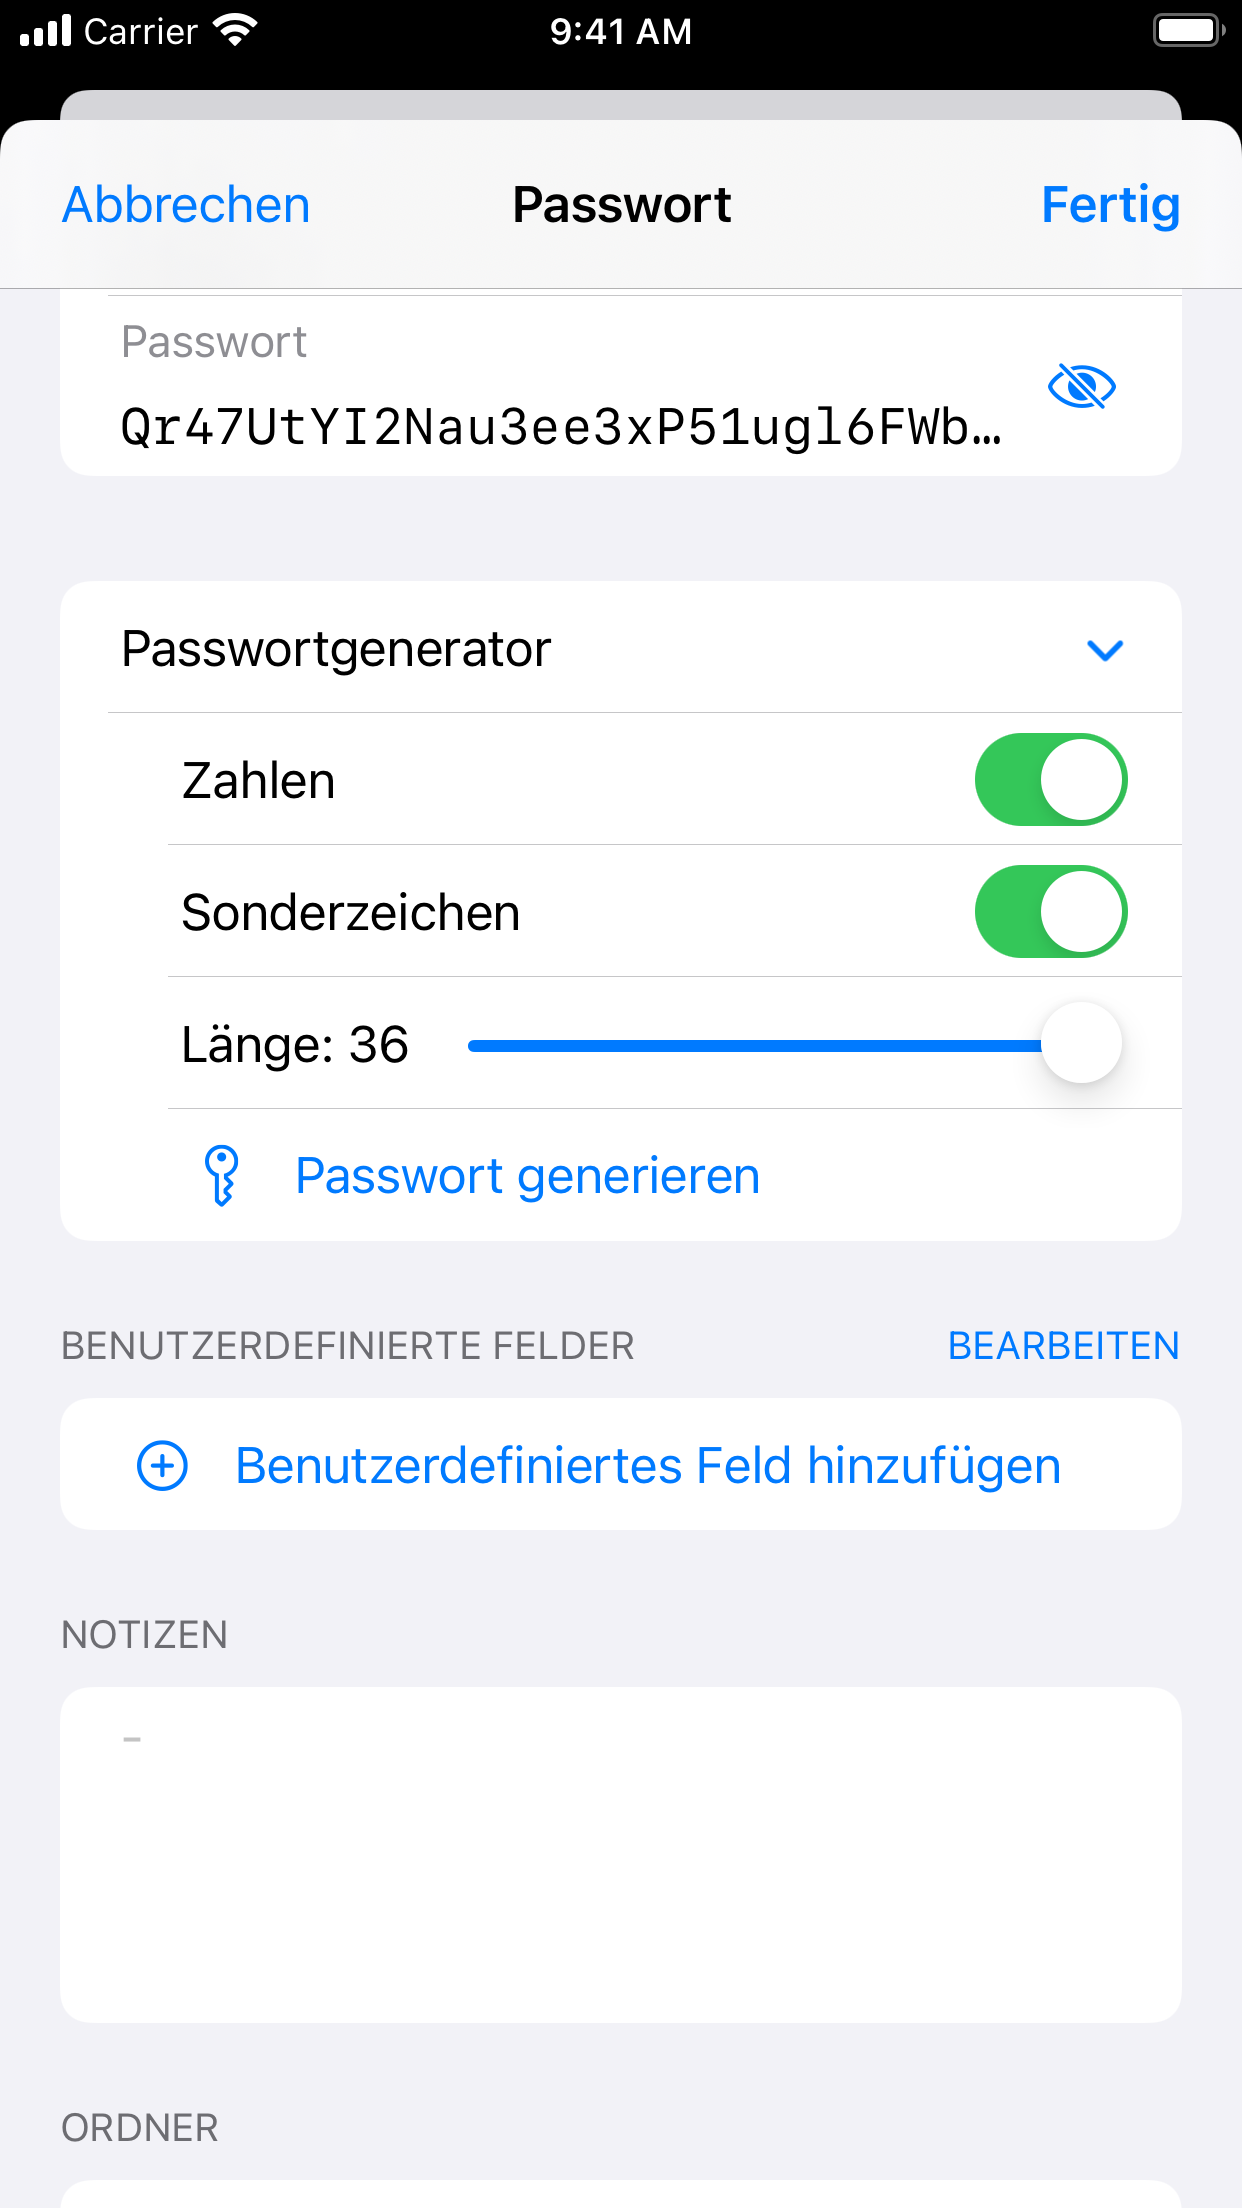 Carrier
9:41 AM
Abbrechen
Passwort
Fertig
Passwort
Qr47UtYI2Nau3ee3xP51ugl6FWb…
Passwortgenerator
Zahlen
Sonderzeichen
Länge: 36
Passwort generieren
BENUTZERDEFINIERTE FELDER
BEARBEITEN
Benutzerdefiniertes Feld hinzufügen
NOTIZEN
-
ORDNER